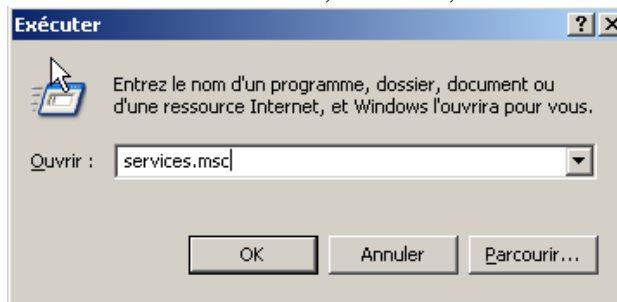 Exécuter
Entrez le nom d'un programme, dossier, document ou
d'une ressource Internet, et Windows l'ouvrira pour vous.
Ouvrir :
services.msc
OK
Annuler
Parcourir...